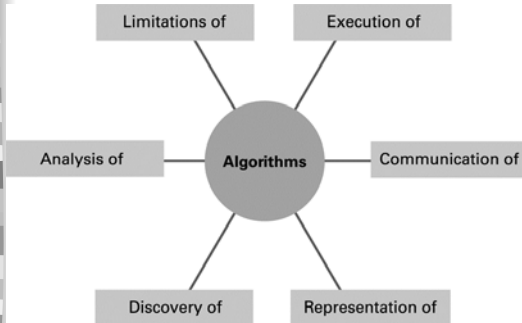 Limitations of
Execution of
Analysis of
Algorithms
Communication of
Discovery of
Representation of